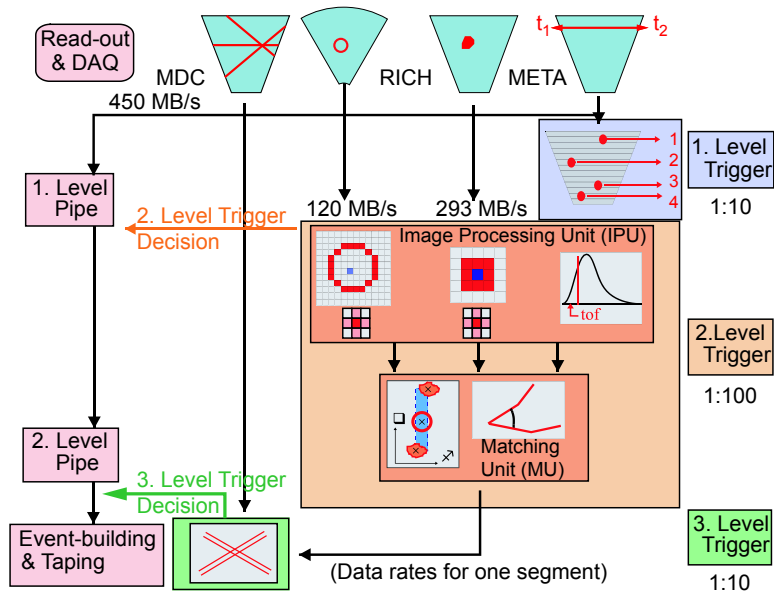 Read-out
& DAQ
MDC
RICH
META
t1
t2
450 MB/s
1
2
3
4
1. Level
Trigger
1:10
1. Level
Pipe
2. Level Trigger
Decision
120 MB/s
293 MB/s
Image Processing Unit (IPU)
tof
2.Level
Trigger
1:100
Matching
Unit (MU)
2. Level
Pipe
3. Level Trigger
Decision
Event-building
& Taping
(Data rates for one segment)
3. Level
Trigger
1:10